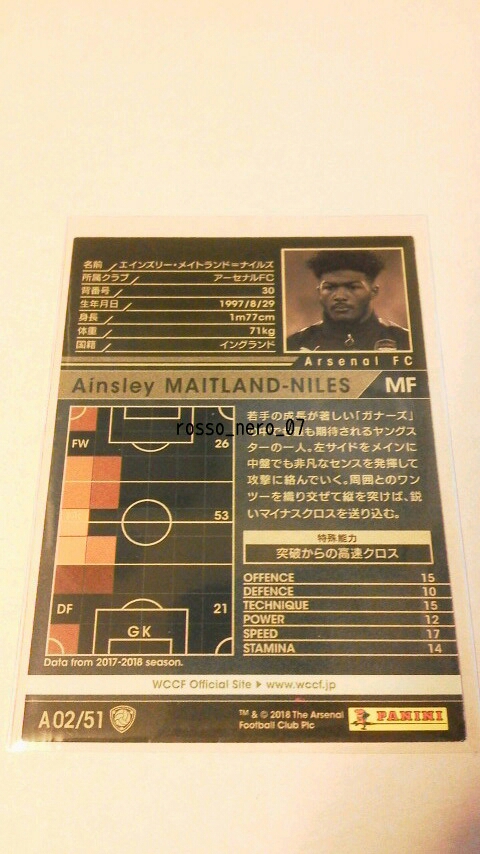 名前 エインズリー・メイトランド=ナイルズ
所属クラブ アーセナルFC
背番号 30
生年月日 1997/8/29
身長 1m77cm
体重 71kg
国籍 イングランド
Arsenal FC
Ainsley MAITLAND-NILES MF
rosso_nero_07
FW 26
53
DF 21
GK
Data from 2017-2018 season.
若手の成長が著しい「ガナーズ」
期待されるヤングス
ターの一人。左サイドをメインに
中盤でも非凡なセンスを発揮して
攻撃に絡んでいく。周囲とのワン
ツーを織り交ぜて縦を突けば、鋭
いマイナスクロスを送り込む。
特殊能力
突破からの高速クロス
OFFENCE 15
DEFENCE 10
TECHNIQUE 15
POWER 12
SPEED 17
STAMINA 14
WCCF Official Site ▶ www.wccf.jp
A02/51
TM & © 2018 The Arsenal
Football Club Plc
PANINI